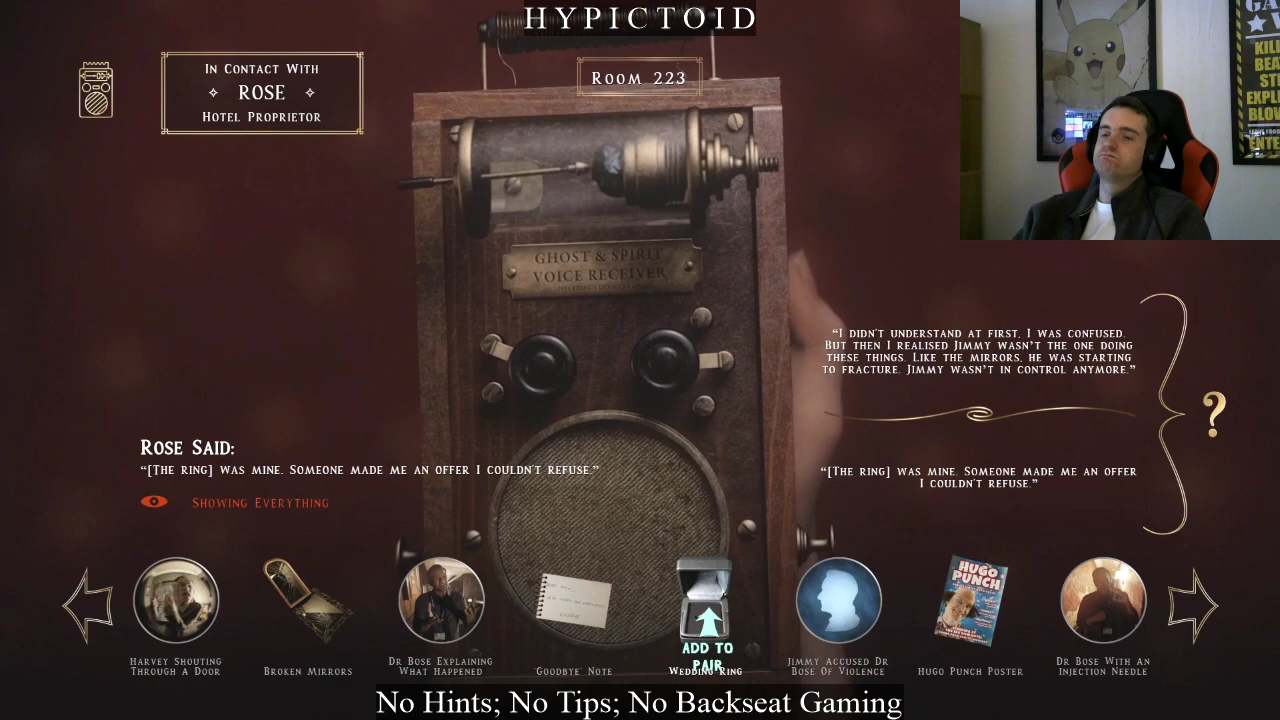 HYPICTOID
In Contact With
ROSE
Hotel Proprietor
Room 223
GHOST & SPIRIT
VOICE RECEIVER
"I didn't understand at first, I was confused.
But then I realised Jimmy wasn't the one doing
these things. Like the mirrors, he was starting
to fracture. Jimmy wasn't in control anymore."
?
"[The ring] was mine. Someone made me an offer
I couldn't refuse."
Rose Said:
"[The ring] was mine. Someone made me an offer I couldn't refuse."
Showing Everything
HUGO
PUNCH
ADD TO
PAIR
Harvey Shouting
Through a Door
Broken Mirrors
Dr Bose Explaining
What Happened
'Goodbye' Note
Wedding Ring
Jimmy Accused Dr
Bose of Violence
Hugo Punch Poster
Dr Bose With an
Injection Needle
No Hints; No Tips; No Backseat Gaming